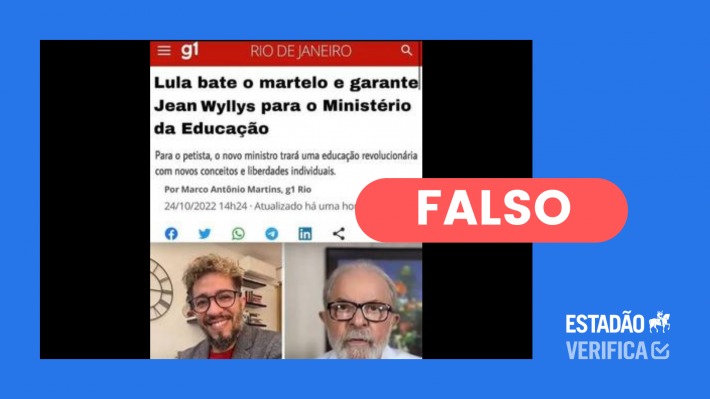 g1
RIO DE JANEIRO
Lula bate o martelo e garante
Jean Wyllys para o Ministério
da Educação
Para o petista, o novo ministro trará uma educação revolucionária
com novos conceitos e liberdades individuais.
Por Marco Antônio Martins, g1 Rio
24/10/2022 14h24 · Atualizado há uma
FALSO
ESTADÃO
VERIFICA